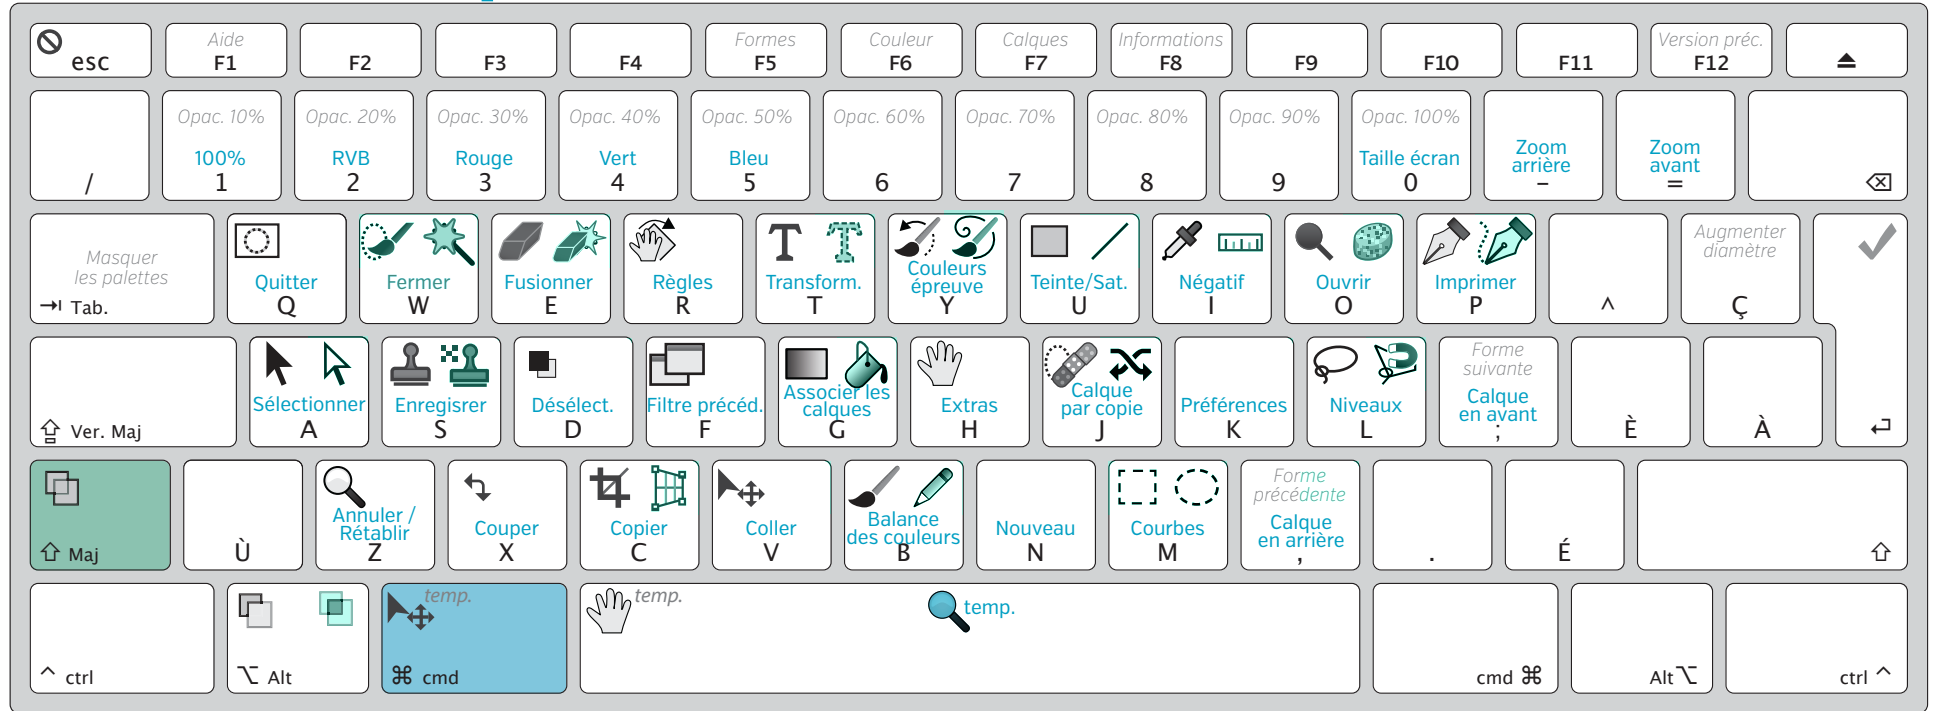 esc
Aide
F1
F2
F3
F4
Formes
F5
Couleur
F6
Calques
F7
Informations
F8
F9
F10
F11
Version préc.
F12
/
Opac. 10%
100%
1
Opac. 20%
RVB
2
Opac. 30%
Rouge
3
Opac. 40%
Vert
4
Opac. 50%
Bleu
5
Opac. 60%
6
Opac. 70%
7
Opac. 80%
8
Opac. 90%
9
Opac. 100%
Taille écran
0
Zoom
arrière
–
Zoom
avant
=
Masquer
les palettes
Tab.
Quitter
Q
Fermer
W
Fusionner
E
Règles
R
Transform.
T
Couleurs
épreuve
Y
Teinte/Sat.
U
Négatif
I
Ouvrir
O
Imprimer
P
^
Augmenter
diamètre
Ç
Ver. Maj
Sélectionner
A
Enregisrer
S
Désélect.
D
Filtre précéd.
F
Associer les
calques
G
Extras
H
Calque
par copie
J
Préférences
K
Niveaux
L
Forme
suivante
Calque
en avant
;
È
À
⇧ Maj
Ù
Annuler /
Rétablir
Z
Couper
X
Copier
C
Coller
V
Balance
des couleurs
B
Nouveau
N
Courbes
M
Forme
précédente
Calque
en arrière
,
.
É
⇧
^ ctrl
⌥ Alt
temp.
⌘ cmd
temp.
temp.
cmd ⌘
Alt ⌥
ctrl ^